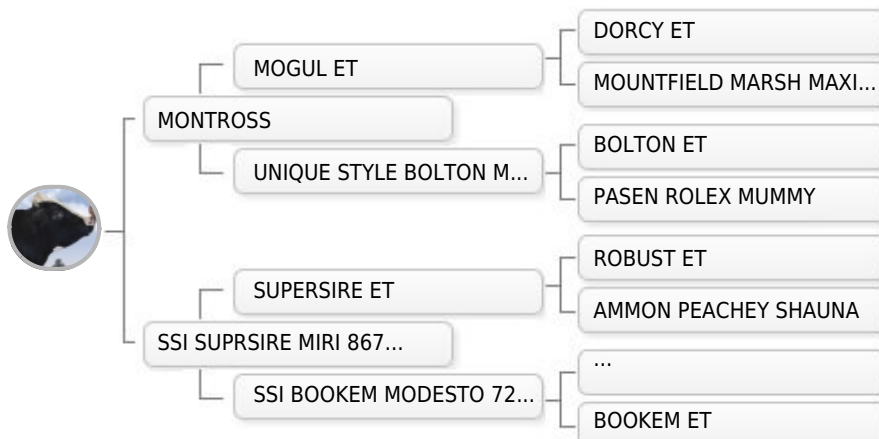 DORCY ET
MOGUL ET
MOUNTFIELD MARSH MAXI...
MONTROSS
BOLTON ET
UNIQUE STYLE BOLTON M...
PASEN ROLEX MUMMY
ROBUST ET
SUPERSIRE ET
AMMON PEACHEY SHAUNA
SSI SUPRSIRE MIRI 867...
...
SSI BOOKEM MODESTO 72...
BOOKEM ET